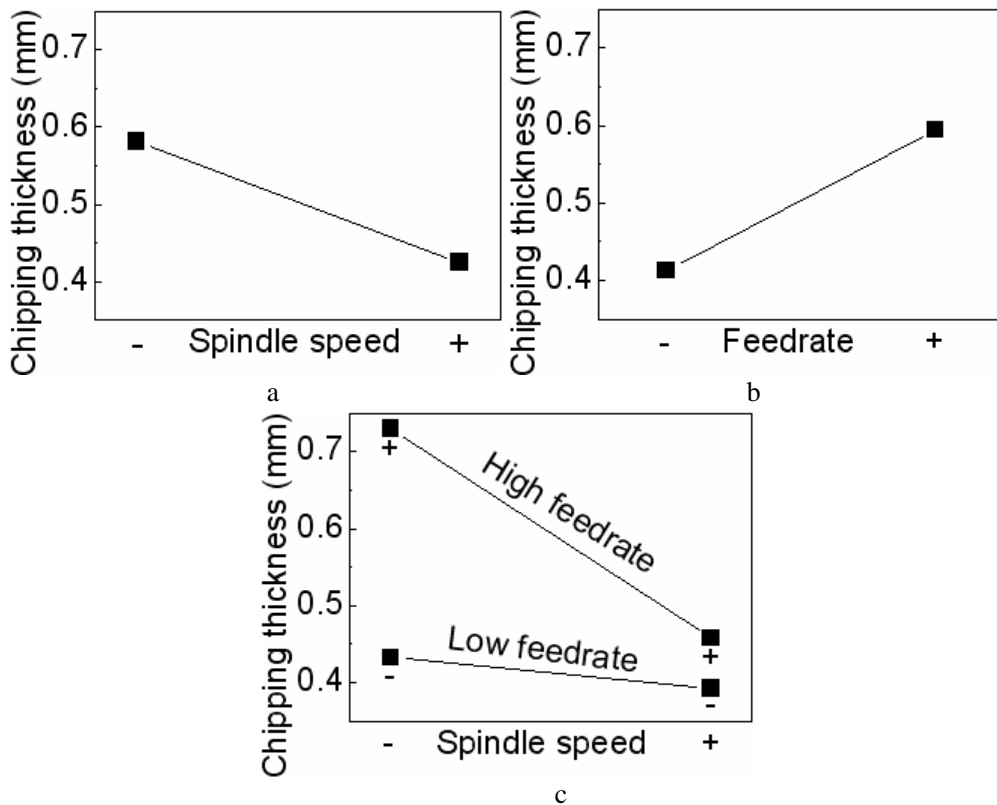 Chipping thickness (mm)
0.7
0.6
0.5
0.4
- Spindle speed +
a
Chipping thickness (mm)
0.7
0.6
0.5
0.4
- Feedrate +
b
Chipping thickness (mm)
0.7
0.6
0.5
0.4
+
High feedrate
+
Low feedrate
-
-
- Spindle speed +
c